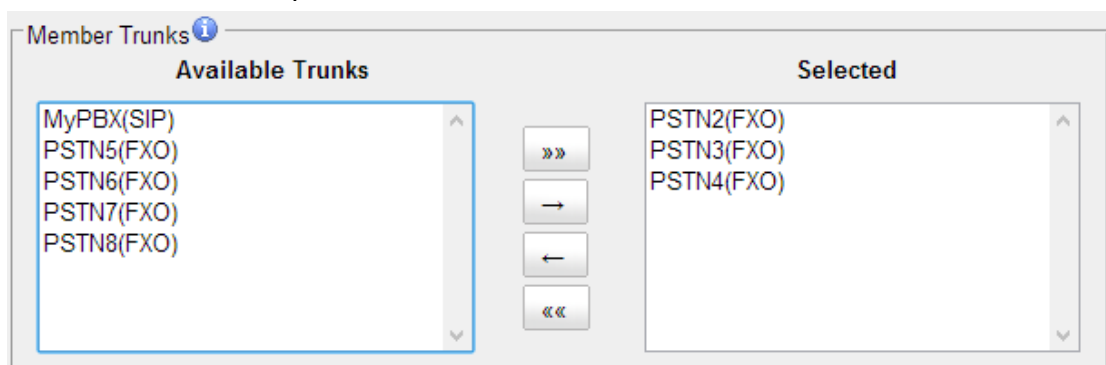 Member Trunks
Available Trunks
MyPBX(SIP)
PSTN5(FXO)
PSTN6(FXO)
PSTN7(FXO)
PSTN8(FXO)
»»
→
←
««
Selected
PSTN2(FXO)
PSTN3(FXO)
PSTN4(FXO)